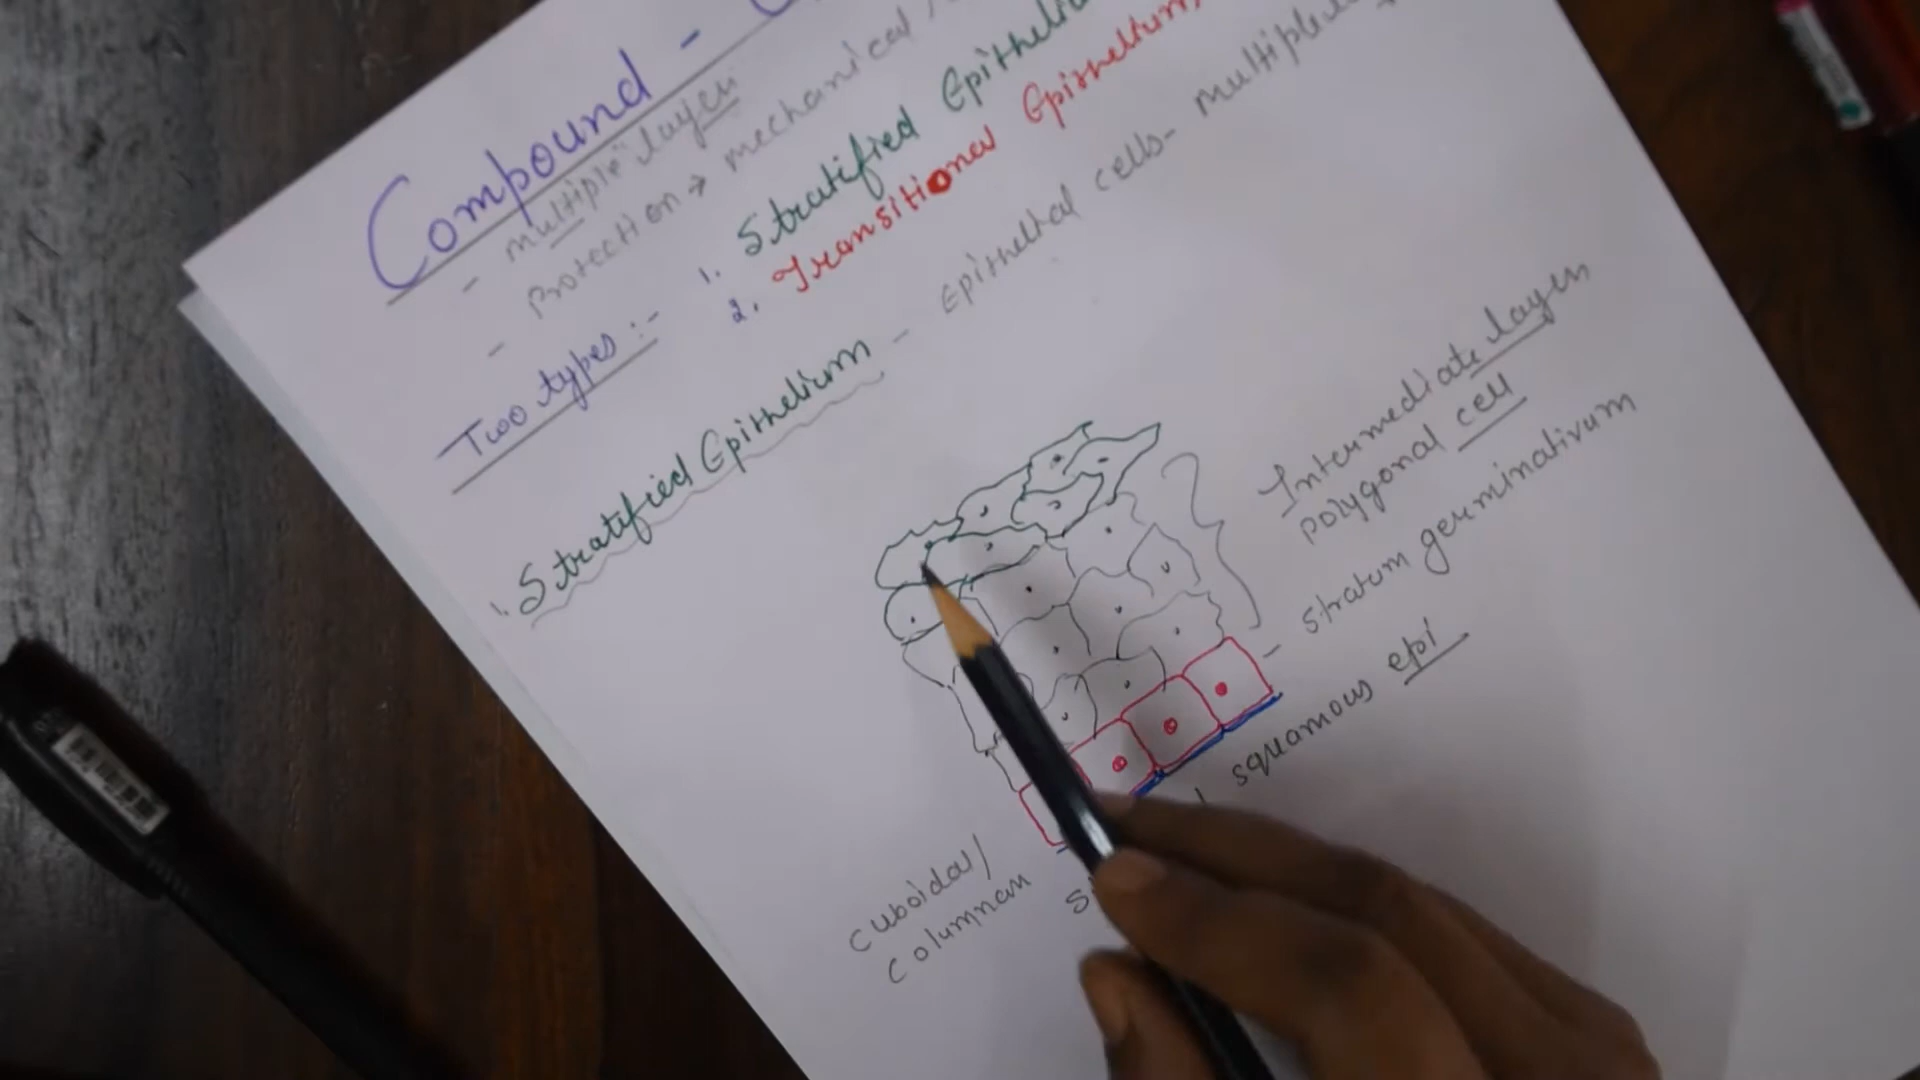 Compound -
- multiple layer
- Protection → mechanical
Two types :- 1. Stratified Epithelium
2. Transitional Epithelium
1. Stratified Epithelium - Epithelial cells- multiple
Intermediate layer
polygonal cell
- stratum germinativum
squamous epi
cuboidal/
columnar